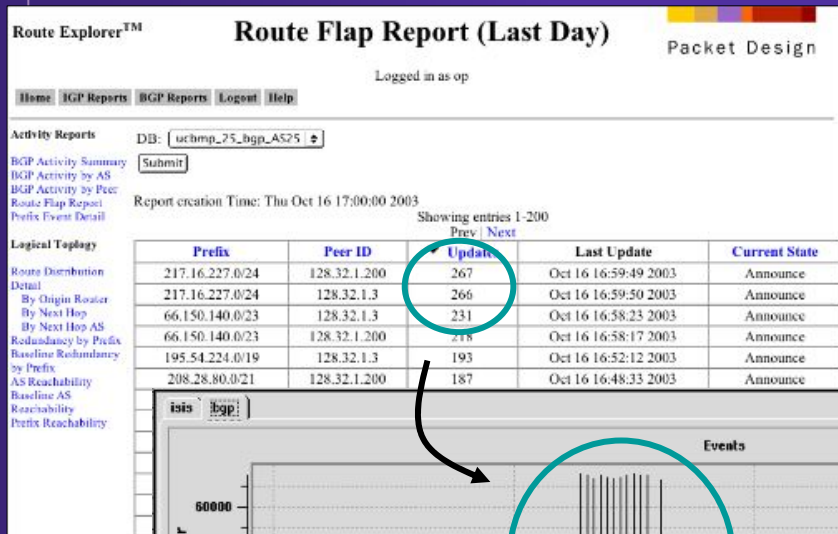 Route Explorer™
Route Flap Report (Last Day)
Packet Design
Logged in as op
Home IGP Reports BGP Reports Logout Help
Activity Reports
BGP Activity Summary
BGP Activity by AS
BGP Activity by Peer
Route Flap Report
Prefix Event Detail
Logical Toplogy
Route Distribution
Detail
By Origin Router
By Next Hop
By Next Hop AS
Redundancy by Prefix
Baseline Redundancy
by Prefix
AS Reachability
Baseline AS
Reachability
Prefix Reachability
DB: ucbmp_25_bgp_AS25
Submit
Report creation Time: Thu Oct 16 17:00:00 2003
Showing entries 1-200
Prev | Next
Prefix Peer ID Updates Last Update Current State
217.16.227.0/24 128.32.1.200 267 Oct 16 16:59:49 2003 Announce
217.16.227.0/24 128.32.1.3 266 Oct 16 16:59:50 2003 Announce
66.150.140.0/23 128.32.1.3 231 Oct 16 16:58:23 2003 Announce
66.150.140.0/23 128.32.1.200 218 Oct 16 16:58:17 2003 Announce
195.54.224.0/19 128.32.1.3 193 Oct 16 16:52:12 2003 Announce
208.28.80.0/21 128.32.1.200 187 Oct 16 16:48:33 2003 Announce
isis bgp
Events
60000